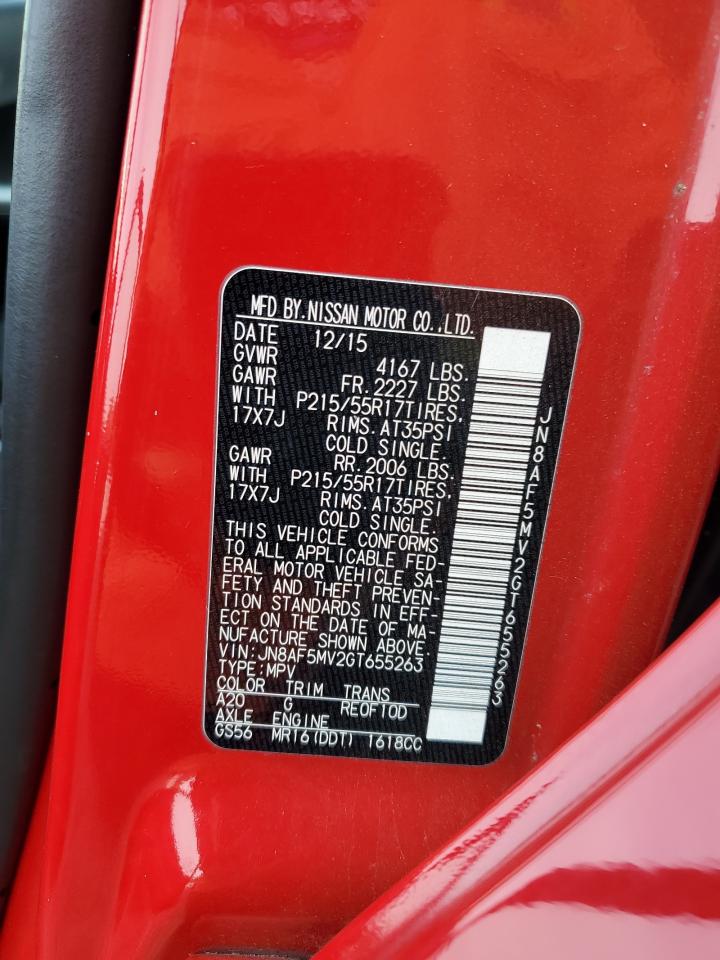 MFD BY.NISSAN MOTOR CO.,LTD.
DATE 12/15
GVWR 4167 LBS.
GAWR FR.2227 LBS.
WITH P215/55R17TIRES,
17X7J RIMS.AT35PSI
COLD SINGLE.
GAWR RR.2006 LBS.
WITH P215/55R17TIRES,
17X7J RIMS.AT35PSI
COLD SINGLE.
THIS VEHICLE CONFORMS
TO ALL APPLICABLE FED-
ERAL MOTOR VEHICLE SA-
FETY AND THEFT PREVEN-
TION STANDARDS IN EFF-
ECT ON THE DATE OF MA-
NUFACTURE SHOWN ABOVE.
VIN:JN8AF5MV2GT655263
TYPE:MPV
COLOR TRIM TRANS
A20 G RE0F10D
AXLE ENGINE
GS56 MR16(DDT) 1618CC
JN8AF5MV2GT655263